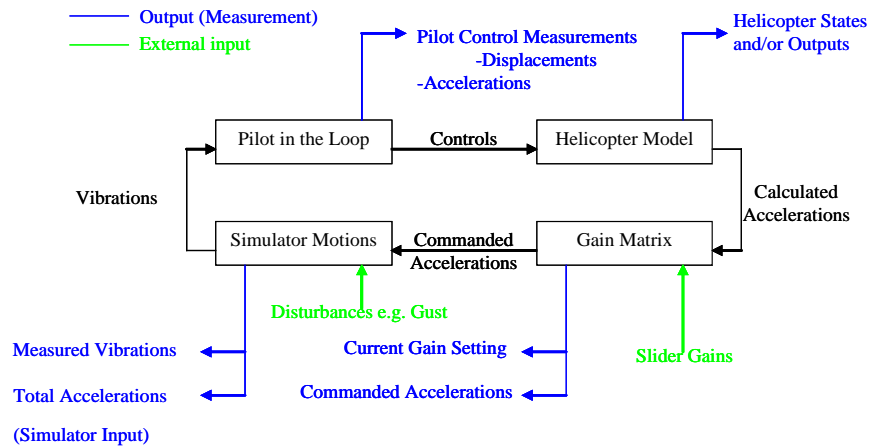 Output (Measurement)
External input
Pilot Control Measurements
-Displacements
-Accelerations
Helicopter States
and/or Outputs
Pilot in the Loop
Controls
Helicopter Model
Vibrations
Calculated
Accelerations
Simulator Motions
Commanded
Accelerations
Gain Matrix
Disturbances e.g. Gust
Measured Vibrations
Current Gain Setting
Slider Gains
Total Accelerations
Commanded Accelerations
(Simulator Input)